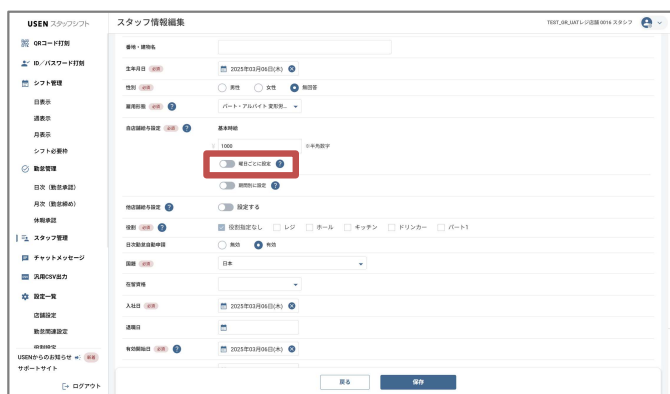 USEN スタッフシフト
スタッフ情報編集
TEST_GR_UATレジ店舗 0016 スタッフ
QRコード打刻
ID／パスワード打刻
シフト管理
日表示
週表示
月表示
シフト必要枠
勤怠管理
日次（勤怠承認）
月次（勤怠締め）
休暇承認
スタッフ管理
チャットメッセージ
汎用CSV出力
設定一覧
店舗設定
勤怠関連設定
役割設定
USENからのお知らせ 新着
サポートサイト
ログアウト
番地・建物名
生年月日 必須 2025年03月06日(木)
性別 必須 男性 女性 無回答
雇用形態 必須 ? パート・アルバイト 変形労...
自店舗給与設定 必須 ? 基本時給
1000 ※半角数字
曜日ごとに設定 ?
期間別に設定 ?
他店舗給与設定 ? 設定する
役割 必須 ? 役割指定なし レジ ホール キッチン ドリンカー パート1
日次勤怠自動申請 無効 有効
国籍 必須 日本
在留資格
入社日 必須 2025年03月06日(木)
退職日
有効開始日 必須 ? 2025年03月06日(木)
戻る 保存